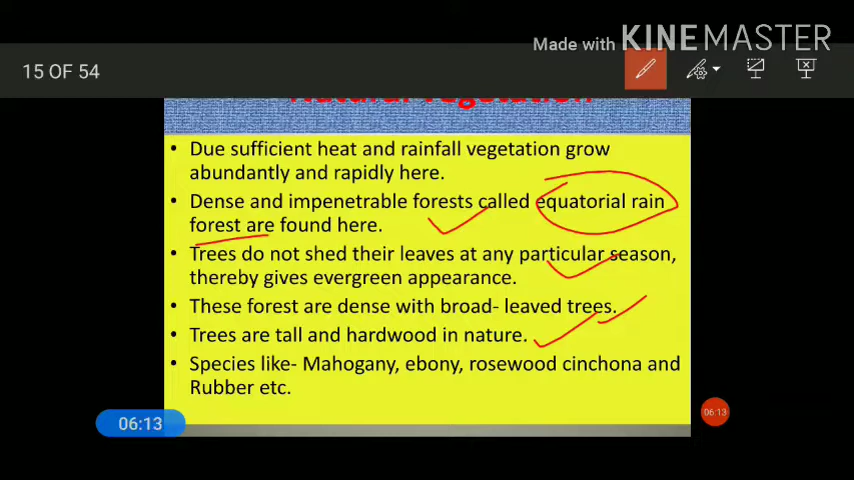 Made with KINEMASTER
15 OF 54
Natural vegetation
• Due sufficient heat and rainfall vegetation grow
abundantly and rapidly here.
• Dense and impenetrable forests called equatorial rain
forest are found here.
• Trees do not shed their leaves at any particular season,
thereby gives evergreen appearance.
• These forest are dense with broad- leaved trees.
• Trees are tall and hardwood in nature.
• Species like- Mahogany, ebony, rosewood cinchona and
Rubber etc.
06:13
06:13